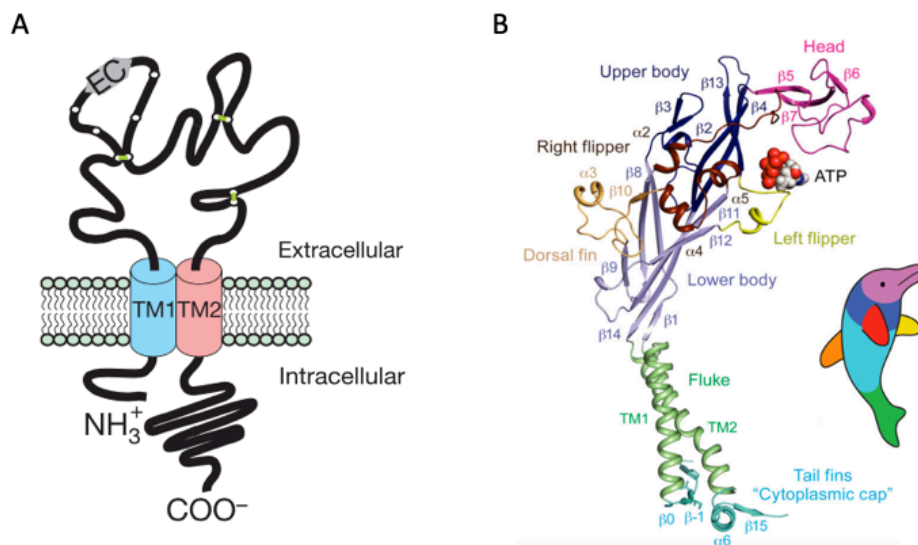 A
EC
Extracellular
TM1 TM2
Intracellular
NH₃⁺
COO⁻
B
Head
Upper body
β13
β5
β6
β3
β4
β7
β2
α2
Right flipper
ATP
α3
β8
β10
α5
β11
Left flipper
β12
Dorsal fin
α4
β9
Lower body
β14
β1
Fluke
TM1
TM2
Tail fins
"Cytoplasmic cap"
β0
β-1
β15
α6